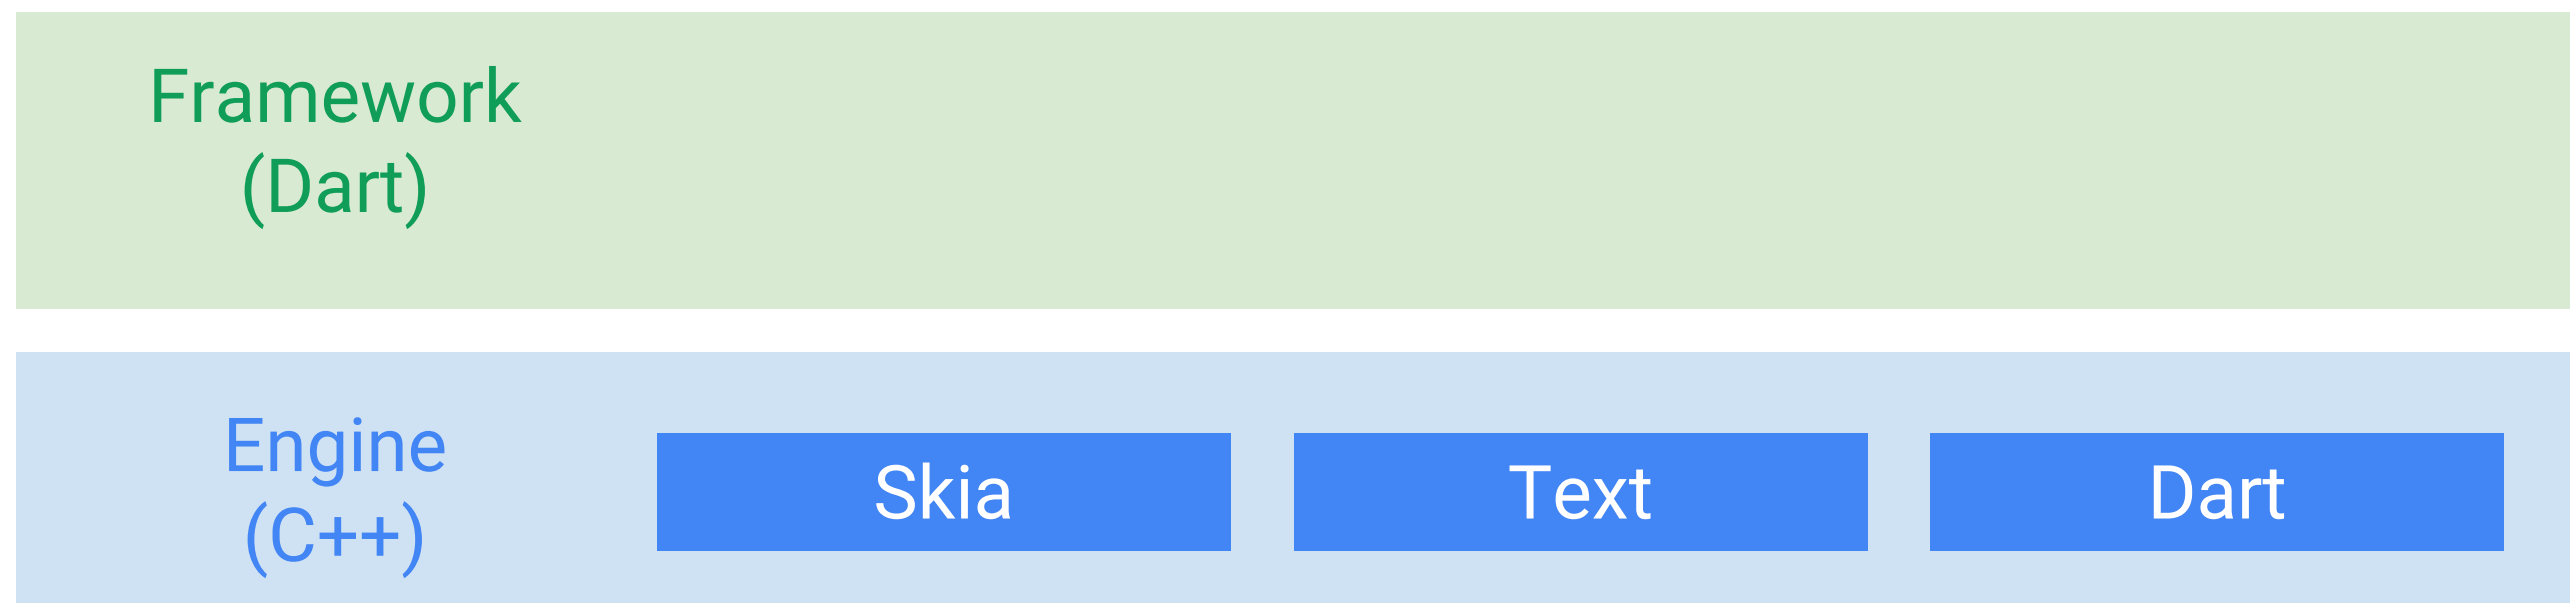 Framework
(Dart)
Engine
(C++)
Skia
Text
Dart